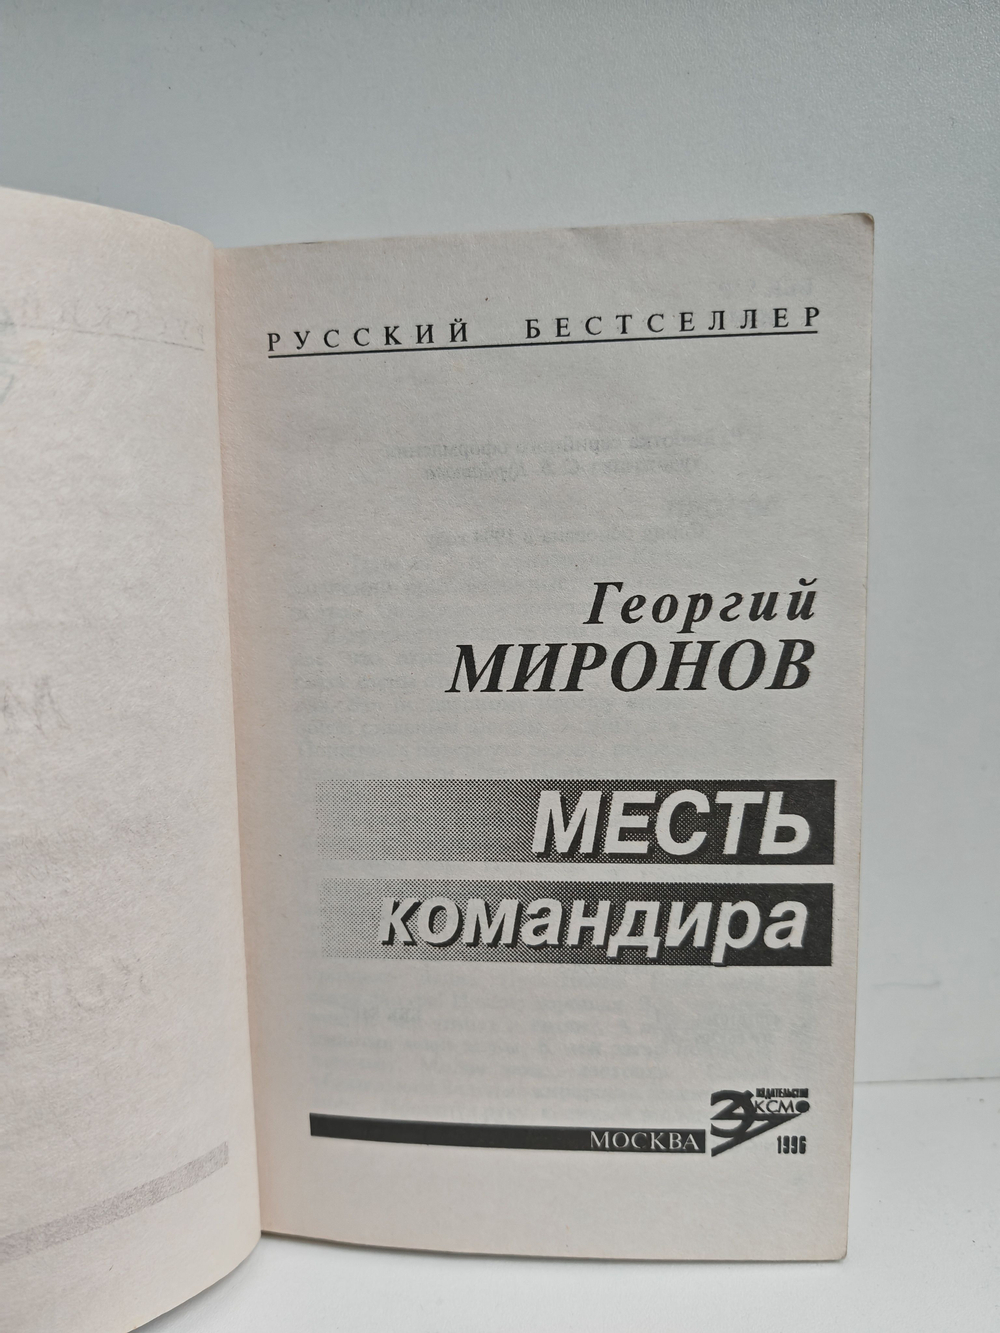 РУССКИЙ БЕСТСЕЛЛЕР
Георгий
МИРОНОВ
МЕСТЬ
командира
МОСКВА
ИЗДАТЕЛЬСТВО
ЭКСМО
1996